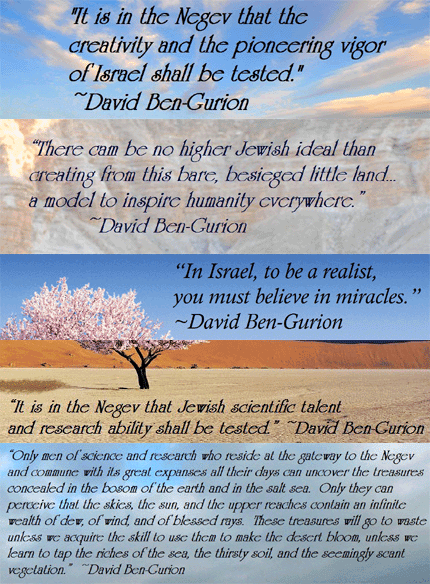 "It is in the Negev that the
creativity and the pioneering vigor
of Israel shall be tested."
~David Ben-Gurion
"There cam be no higher Jewish ideal than
creating from this bare, besieged little land...
a model to inspire humanity everywhere."
~David Ben-Gurion
"In Israel, to be a realist,
you must believe in miracles."
~David Ben-Gurion
"It is in the Negev that Jewish scientific talent
and research ability shall be tested." ~David Ben-Gurion
"Only men of science and research who reside at the gateway to the Negev
and commune with its great expanses all their days can uncover the treasures
concealed in the bosom of the earth and in the salt sea. Only they can
perceive that the skies, the sun, and the upper reaches contain an infinite
wealth of dew, of wind, and of blessed rays. These treasures will go to waste
unless we acquire the skill to use them to make the desert bloom, unless we
learn to tap the riches of the sea, the thirsty soil, and the seemingly scant
vegetation." ~David Ben-Gurion